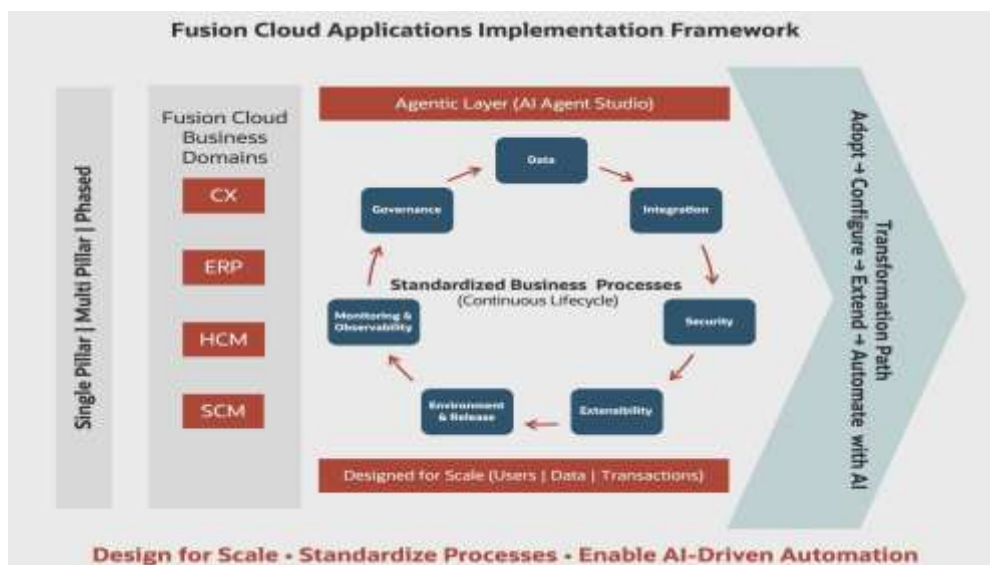 Fusion Cloud Applications Implementation Framework
Single Pillar | Multi Pillar | Phased
Fusion Cloud
Business
Domains
CX
ERP
HCM
SCM
Agentic Layer (AI Agent Studio)
Data
Integration
Security
Extensibility
Environment
& Release
Monitoring &
Observability
Governance
Standardized Business Processes
(Continuous Lifecycle)
Designed for Scale (Users | Data | Transactions)
Transformation Path
Adopt → Configure → Extend → Automate with AI
Design for Scale • Standardize Processes • Enable AI-Driven Automation